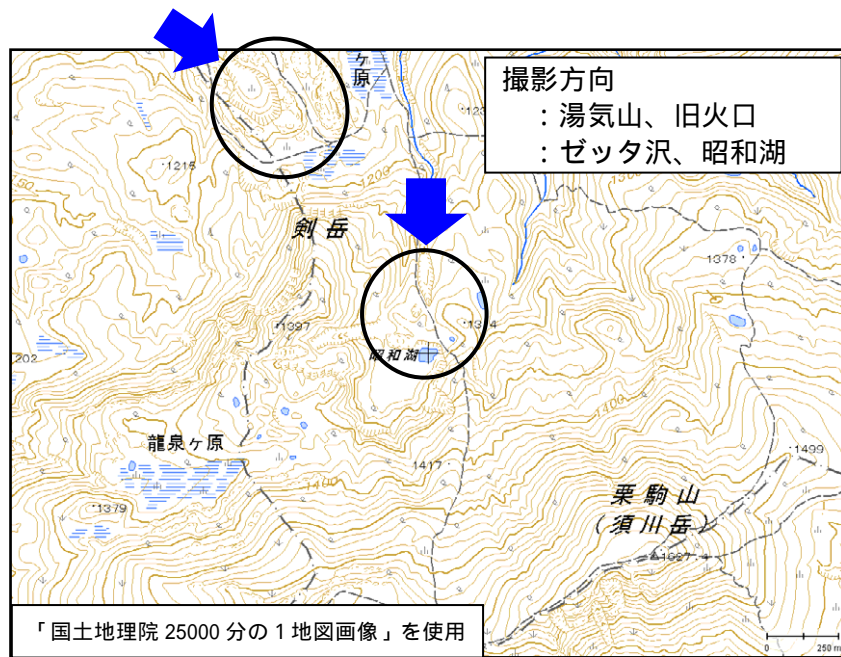 撮影方向
：湯気山、旧火口
：ゼッタ沢、昭和湖
ヶ原
1215
1200
剣岳
1378
1397
昭和湖
1400
龍泉ヶ原
1499
1417
1400
栗駒山
（須川岳）
1379
「国土地理院 25000 分の 1 地図画像」を使用
0 250 m